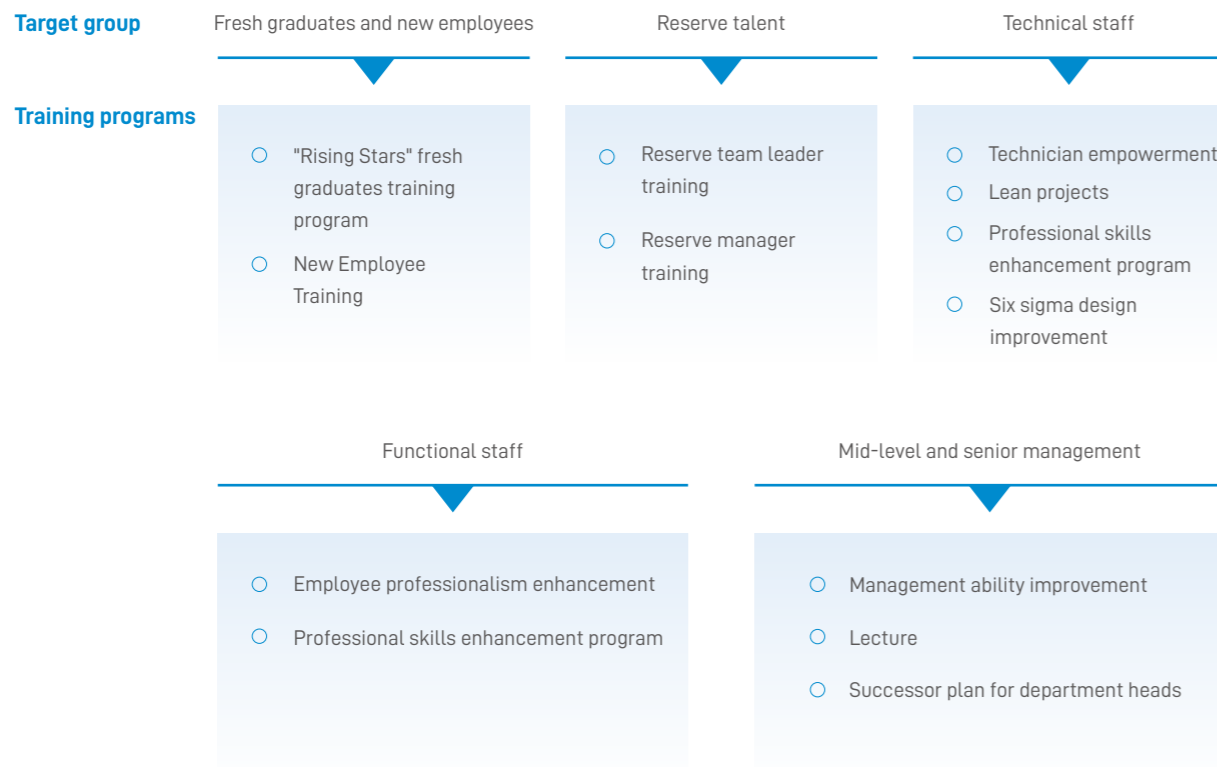 Target group
Fresh graduates and new employees
Reserve talent
Technical staff
Training programs
"Rising Stars" fresh
graduates training
program
New Employee
Training
Reserve team leader
training
Reserve manager
training
Technician empowerment
Lean projects
Professional skills
enhancement program
Six sigma design
improvement
Functional staff
Mid-level and senior management
Employee professionalism enhancement
Professional skills enhancement program
Management ability improvement
Lecture
Successor plan for department heads